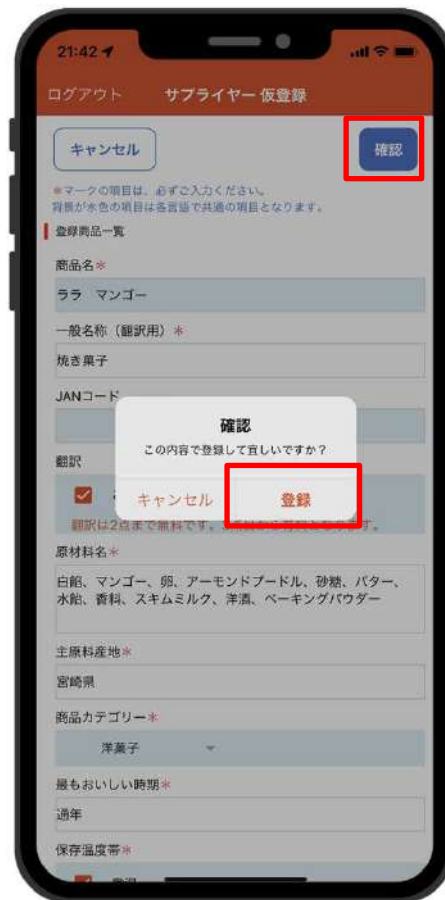 21:42
ログアウト サプライヤー 仮登録
キャンセル 確認
*マークの項目は、必ずご入力ください。
背景が水色の項目は各言語で共通の項目となります。
登録商品一覧
商品名*
ララ マンゴー
一般名称（翻訳用）*
焼き菓子
JANコード
確認
この内容で登録して宜しいですか？
翻訳
キャンセル 登録
翻訳は2点まで無料です。
原材料名*
白餡、マンゴー、卵、アーモンドプードル、砂糖、バター、
水飴、香料、スキムミルク、洋酒、ベーキングパウダー
主原料産地*
宮崎県
商品カテゴリー*
洋菓子
最もおいしい時期*
通年
保存温度帯*